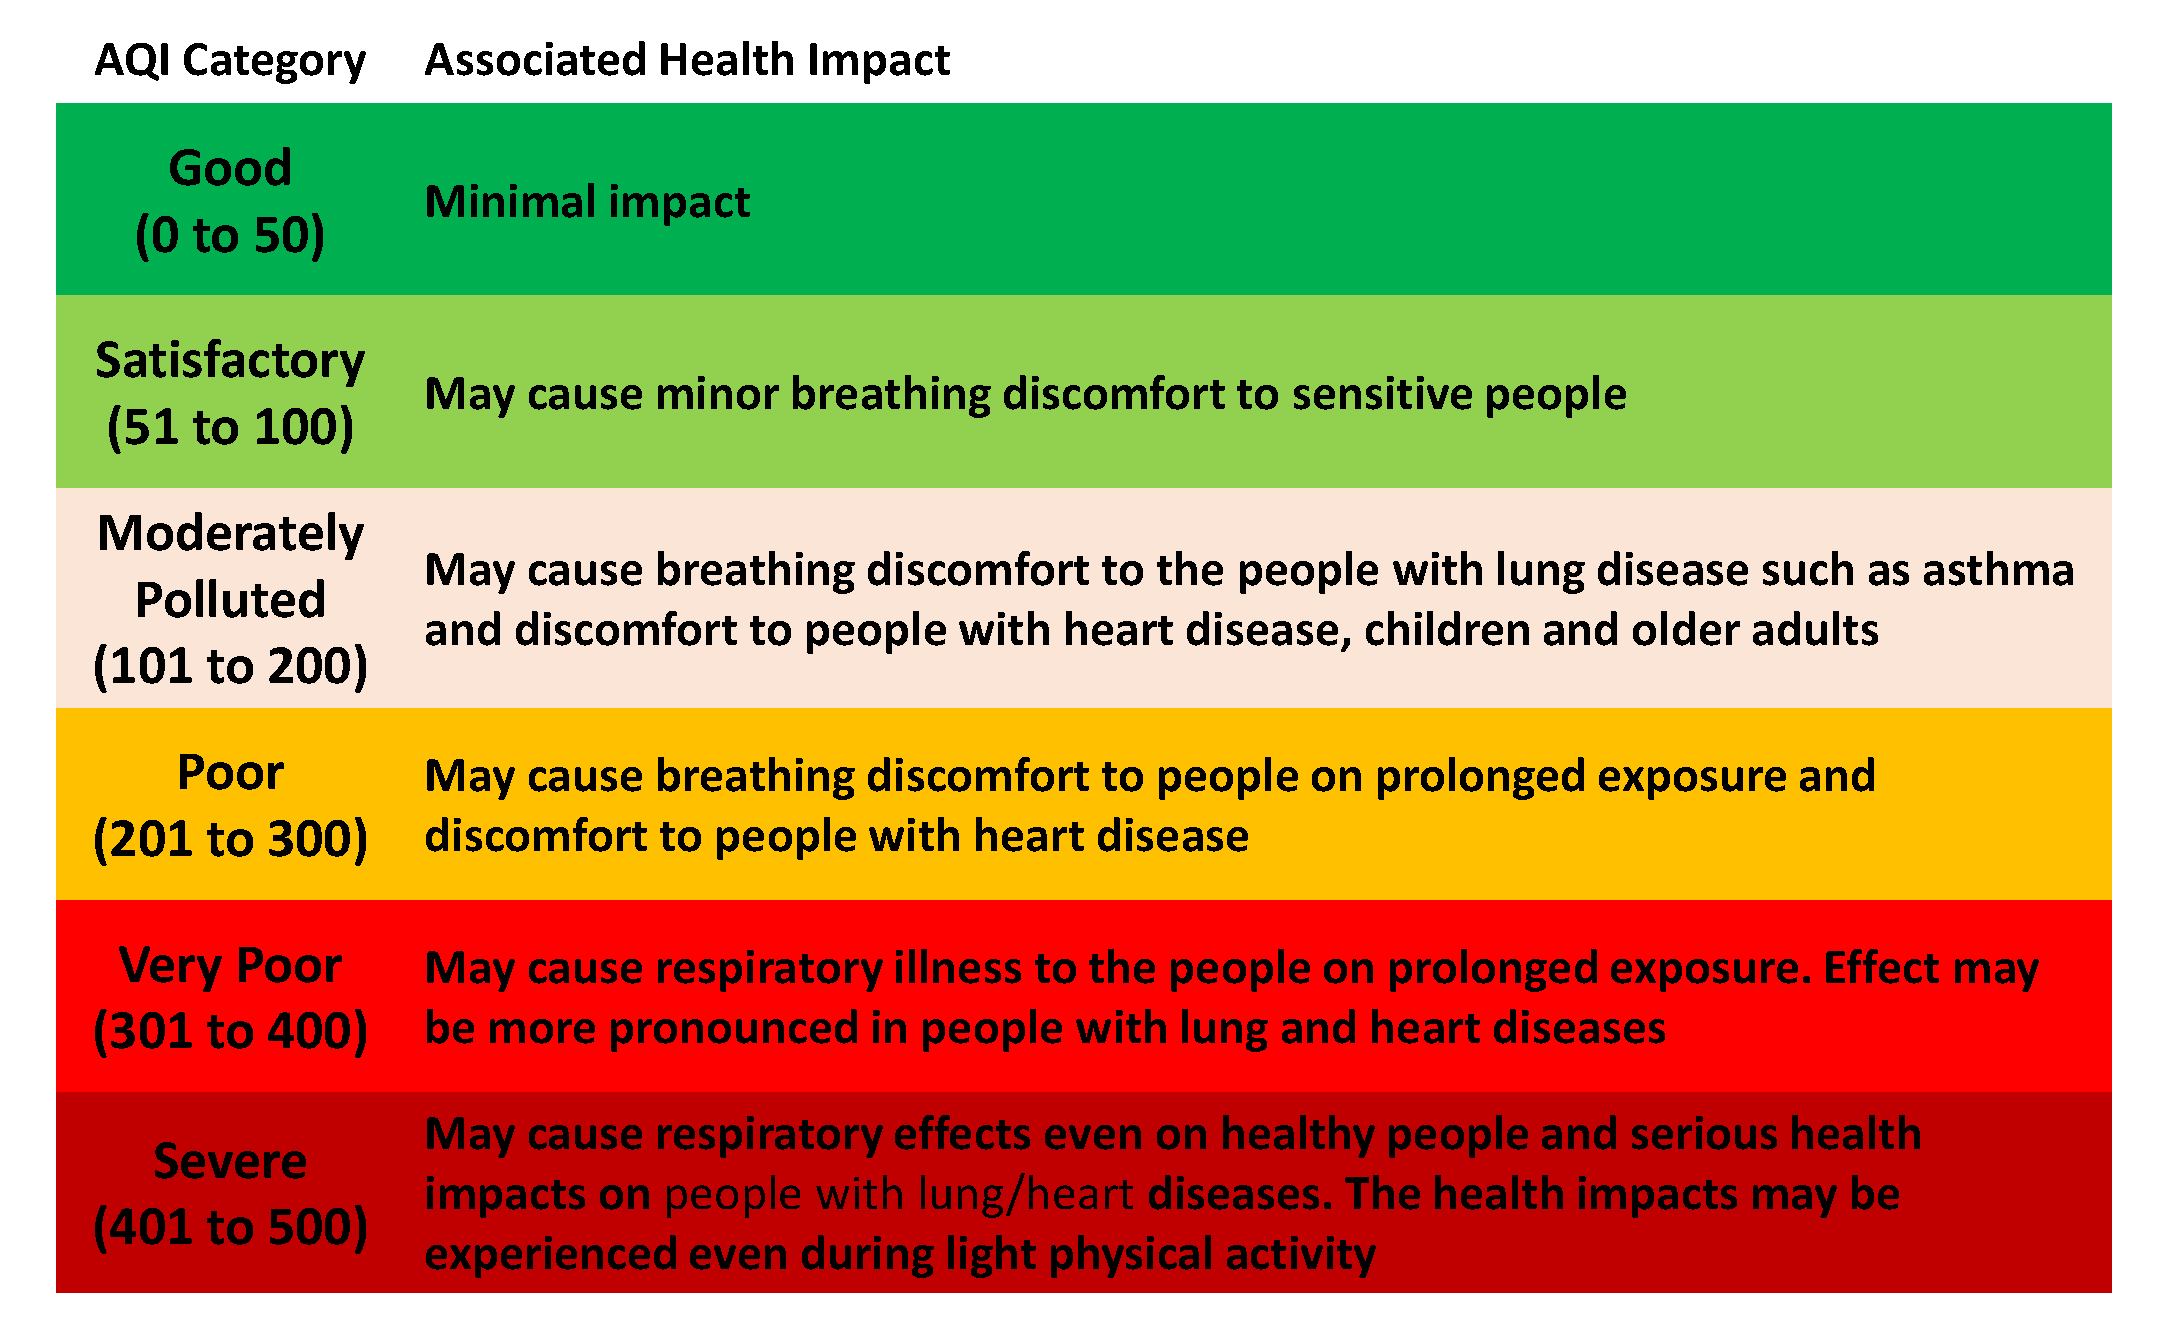 AQI Category Associated Health Impact
Good
(0 to 50)
Minimal impact
Satisfactory
(51 to 100)
May cause minor breathing discomfort to sensitive people
Moderately
Polluted
(101 to 200)
May cause breathing discomfort to the people with lung disease such as asthma
and discomfort to people with heart disease, children and older adults
Poor
(201 to 300)
May cause breathing discomfort to people on prolonged exposure and
discomfort to people with heart disease
Very Poor
(301 to 400)
May cause respiratory illness to the people on prolonged exposure. Effect may
be more pronounced in people with lung and heart diseases
Severe
(401 to 500)
May cause respiratory effects even on healthy people and serious health
impacts on people with lung/heart diseases. The health impacts may be
experienced even during light physical activity